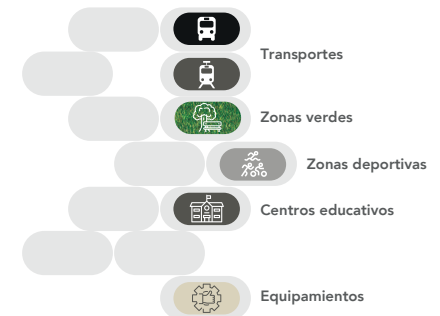 Transportes
Zonas verdes
Zonas deportivas
Centros educativos
Equipamientos